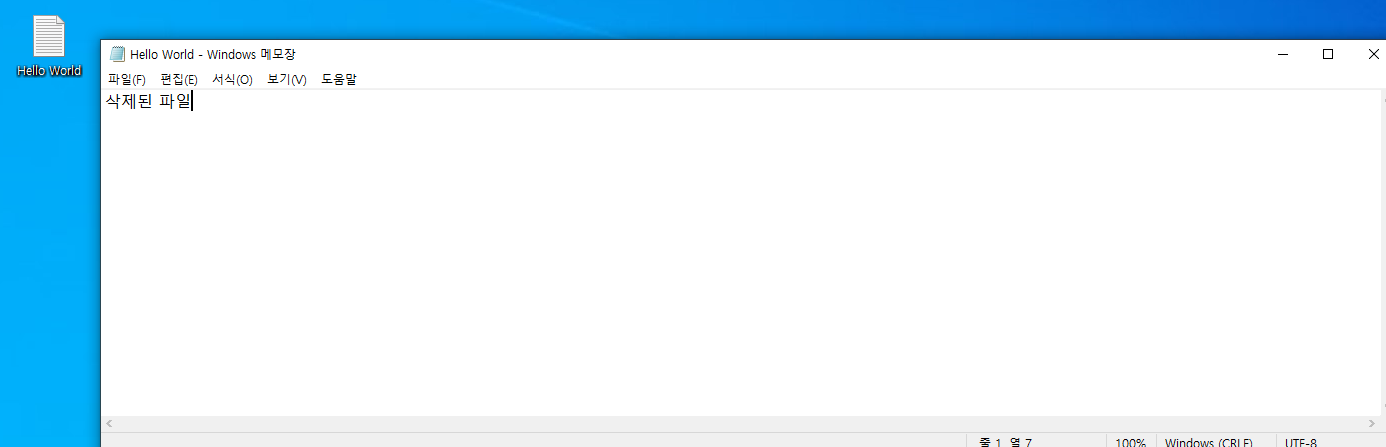 Hello World
Hello World - Windows 메모장
파일(F) 편집(E) 서식(O) 보기(V) 도움말
삭제된 파일
줄 1, 열 7 100% Windows (CRLF) UTF-8